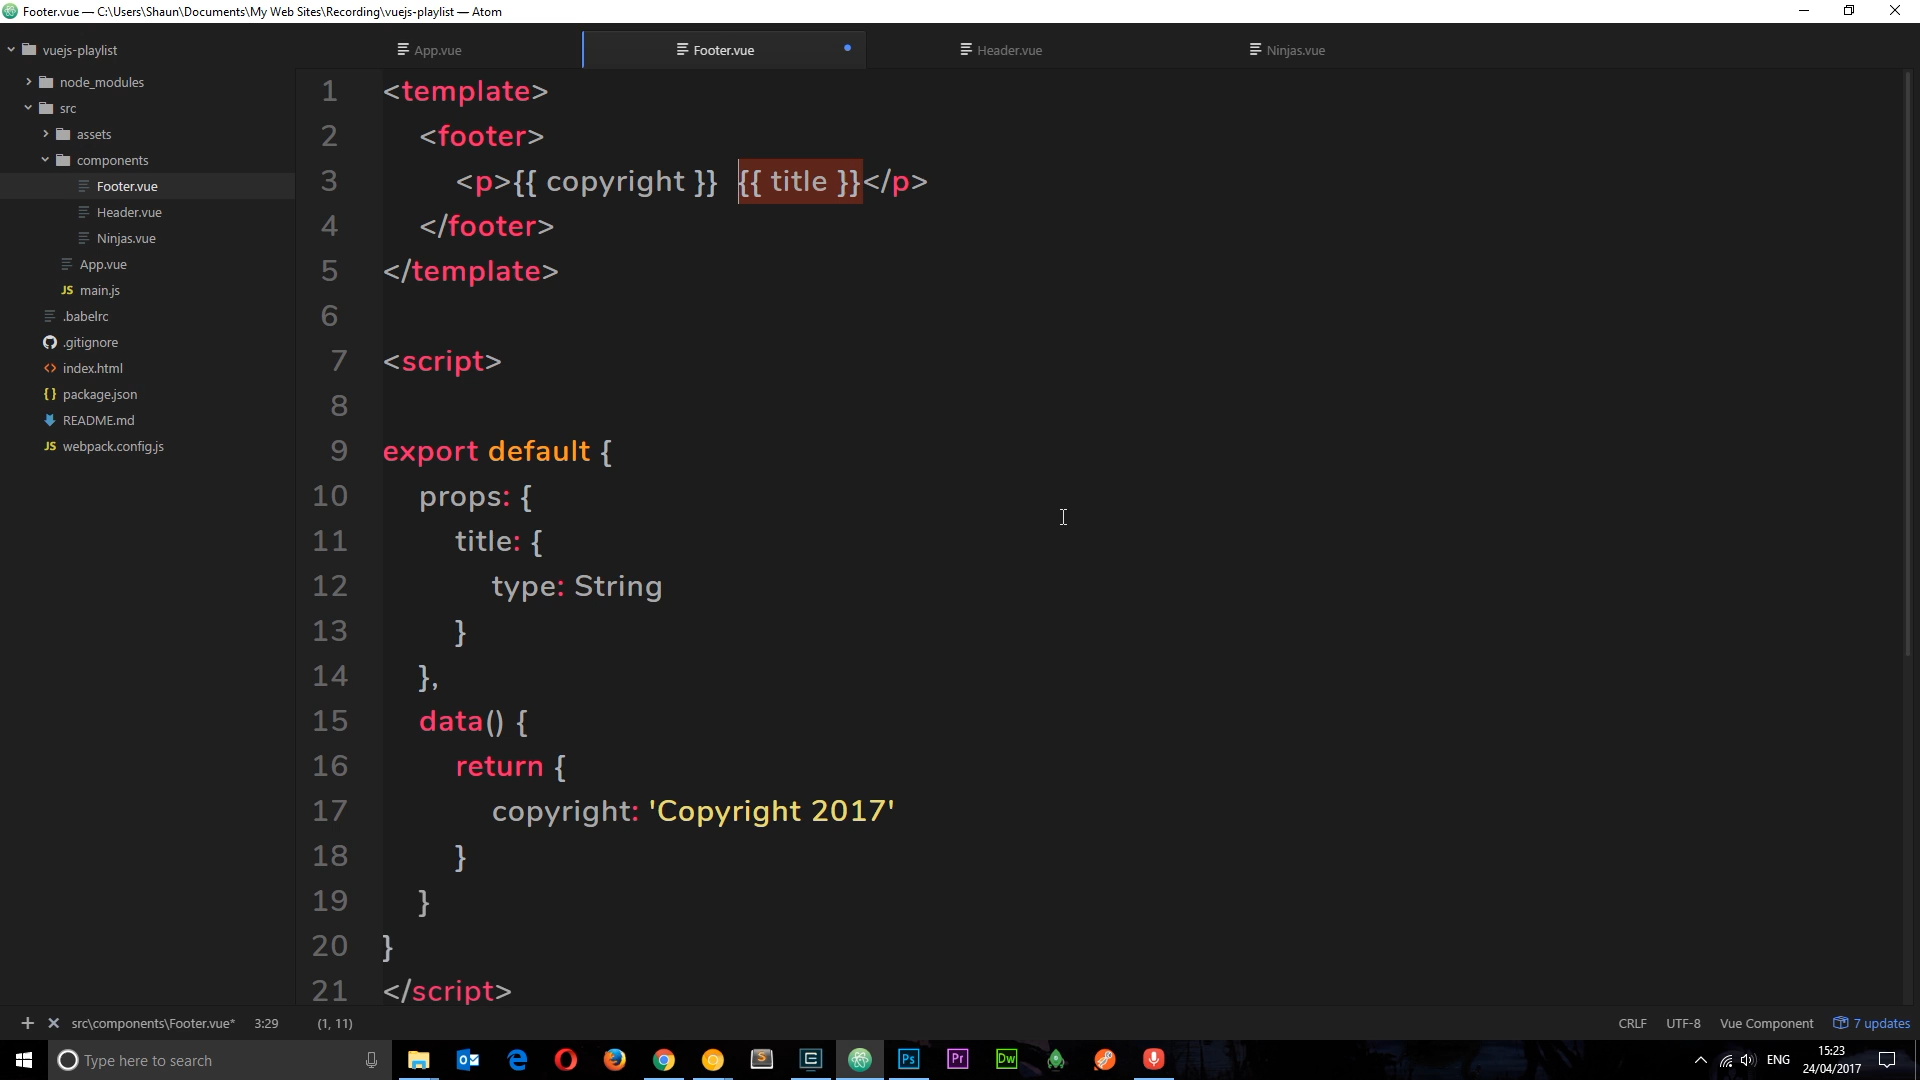 Footer.vue — C:\Users\Shaun\Documents\My Web Sites\Recording\vuejs-playlist — Atom
vuejs-playlist
node_modules
src
assets
components
Footer.vue
Header.vue
Ninjas.vue
App.vue
JS main.js
.babelrc
.gitignore
<> index.html
{} package.json
README.md
JS webpack.config.js
App.vue
Footer.vue
Header.vue
Ninjas.vue
1 <template>
2 <footer>
3 <p>{{ copyright }} {{ title }}</p>
4 </footer>
5 </template>
6
7 <script>
8
9 export default {
10 props: {
11 title: {
12 type: String
13 }
14 },
15 data() {
16 return {
17 copyright: 'Copyright 2017'
18 }
19 }
20 }
21 </script>
src\components\Footer.vue* 3:29 (1, 11)
CRLF UTF-8 Vue Component 7 updates
Type here to search
Ps
Pr
Dw
ENG
15:23
24/04/2017